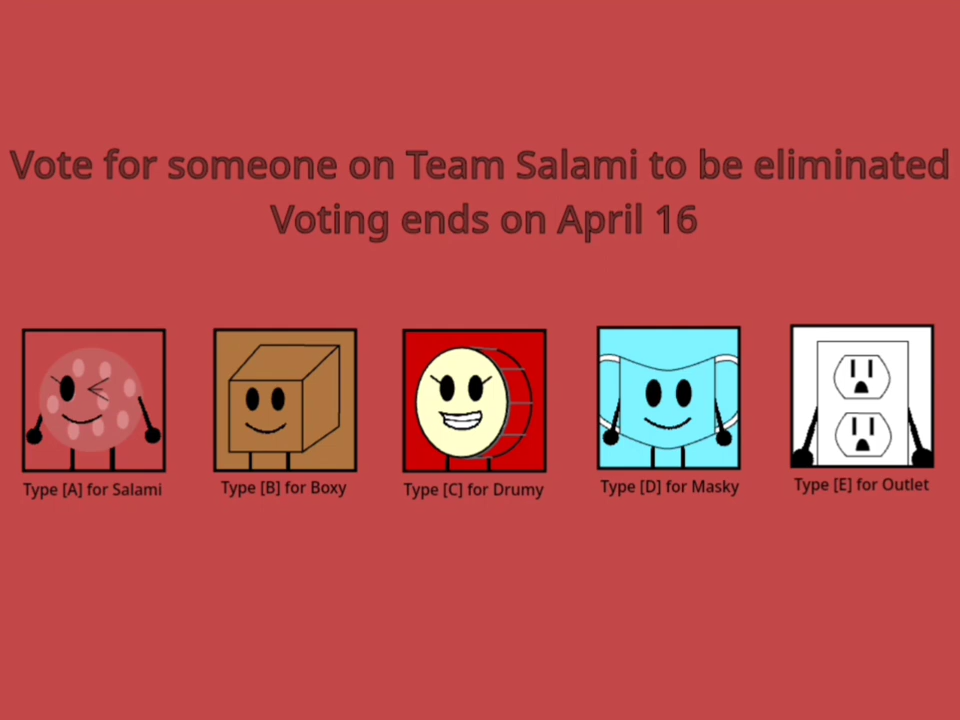 Vote for someone on Team Salami to be eliminated
Voting ends on April 16
Type [A] for Salami
Type [B] for Boxy
Type [C] for Drumy
Type [D] for Masky
Type [E] for Outlet